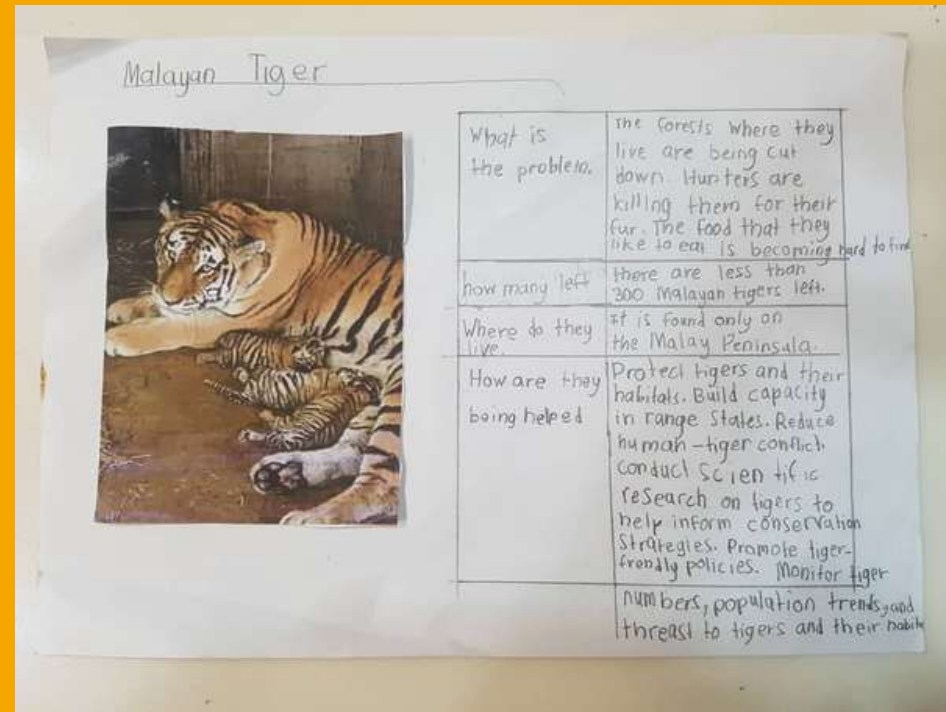 Malayan Tiger
What is
the problem.
The forests where they
live are being cut
down. Hunters are
killing them for their
fur. The food that they
like to eat is becoming hard to find
how many left
there are less than
300 Malayan tigers left.
Where do they
live.
It is found only on
the Malay Peninsula.
How are they
being helped
Protect tigers and their
habitats. Build capacity
in range States. Reduce
human-tiger conflict.
conduct scientific
research on tigers to
help inform conservation
Strategies. Promote tiger-
frendly policies. Monitor tiger
numbers, population trends, and
threast to tigers and their